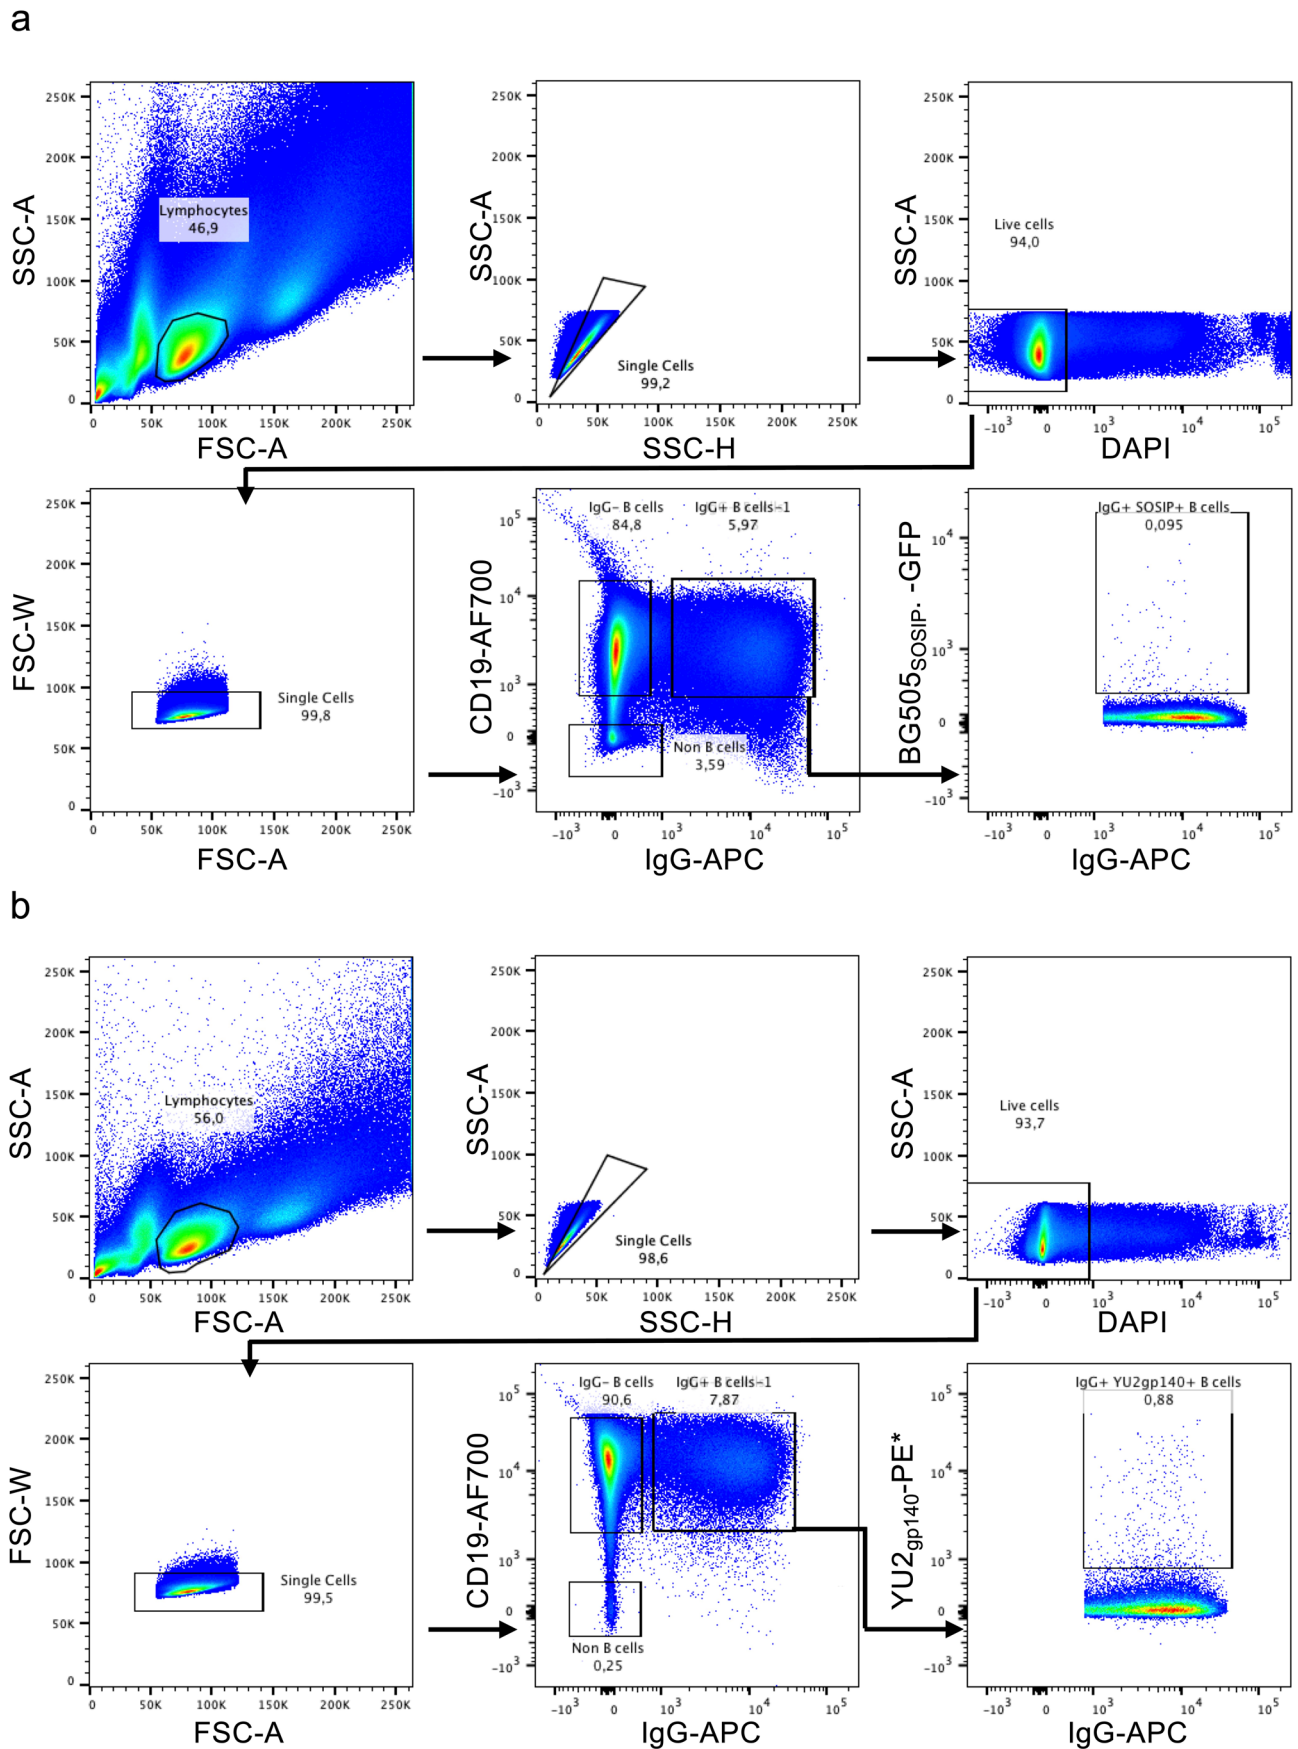 a
SSC-A
250K
200K
150K
100K
50K
0
Lymphocytes
46,9
0 50K 100K 150K 200K 250K
FSC-A
SSC-A
250K
200K
150K
100K
50K
0
Single Cells
99,2
0 50K 100K 150K 200K 250K
SSC-H
SSC-A
250K
200K
150K
100K
50K
0
Live cells
94,0
-10³ 0 10³ 10⁴ 10⁵
DAPI
FSC-W
250K
200K
150K
100K
50K
0
Single Cells
99,8
0 50K 100K 150K 200K 250K
FSC-A
CD19-AF700
10⁵
10⁴
10³
0
-10³
IgG- B cells
84,8
IgG+ B cells-1
5,97
Non B cells
3,59
-10³ 0 10³ 10⁴ 10⁵
IgG-APC
BG505SOSIP. -GFP
10⁴
10³
0
-10³
IgG+ SOSIP+ B cells
0,095
-10³ 0 10³ 10⁴ 10⁵
IgG-APC
b
SSC-A
250K
200K
150K
100K
50K
0
Lymphocytes
56,0
0 50K 100K 150K 200K 250K
FSC-A
SSC-A
250K
200K
150K
100K
50K
0
Single Cells
98,6
0 50K 100K 150K 200K 250K
SSC-H
SSC-A
250K
200K
150K
100K
50K
0
Live cells
93,7
-10³ 0 10³ 10⁴ 10⁵
DAPI
FSC-W
250K
200K
150K
100K
50K
0
Single Cells
99,5
0 50K 100K 150K 200K 250K
FSC-A
CD19-AF700
10⁵
10⁴
10³
0
-10³
IgG- B cells
90,6
IgG+ B cells-1
7,87
Non B cells
0,25
-10³ 0 10³ 10⁴ 10⁵
IgG-APC
YU2gp140-PE*
10⁵
10⁴
10³
0
-10³
IgG+ YU2gp140+ B cells
0,88
-10³ 0 10³ 10⁴ 10⁵
IgG-APC